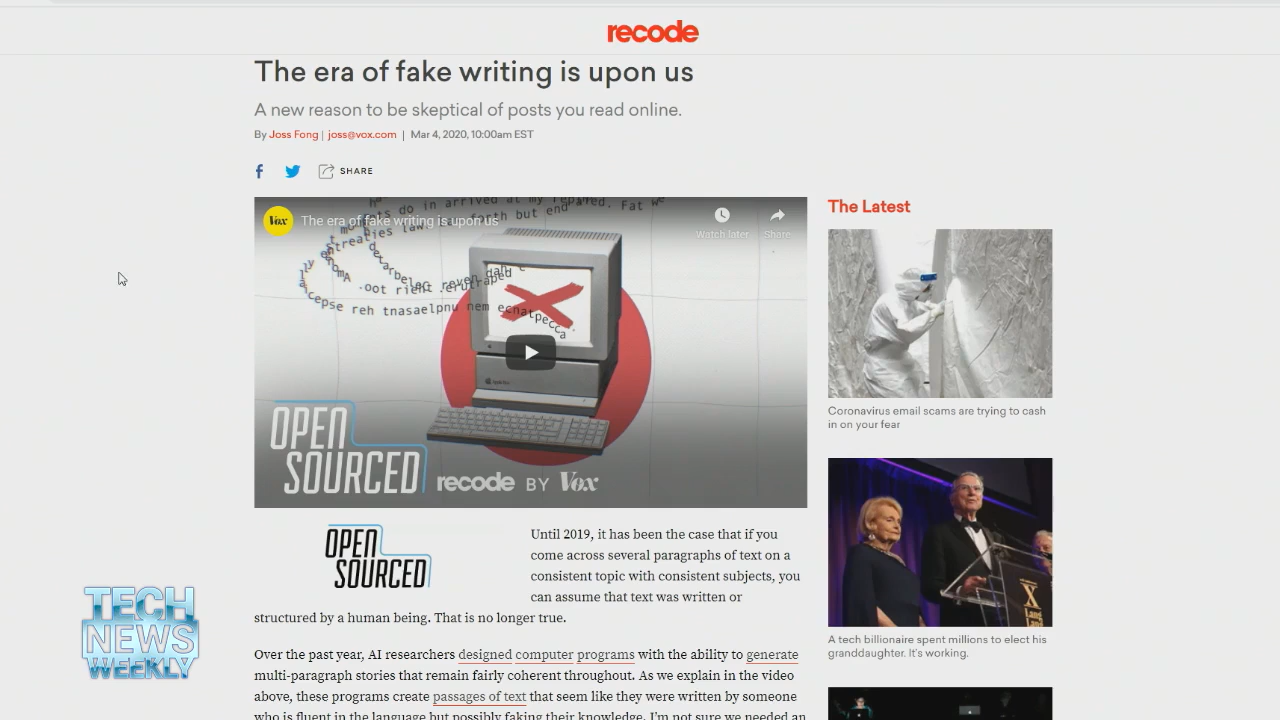 recode
The era of fake writing is upon us
A new reason to be skeptical of posts you read online.
By Joss Fong | joss@vox.com | Mar 4, 2020, 10:00am EST
SHARE
Vox
The era of fake writing is upon us
Watch later
Share
OPEN
SOURCED
recode BY Vox
The Latest
Coronavirus email scams are trying to cash
in on your fear
A tech billionaire spent millions to elect his
granddaughter. It's working.
OPEN
SOURCED
Until 2019, it has been the case that if you
come across several paragraphs of text on a
consistent topic with consistent subjects, you
can assume that text was written or
structured by a human being. That is no longer true.
Over the past year, AI researchers designed computer programs with the ability to generate
multi-paragraph stories that remain fairly coherent throughout. As we explain in the video
above, these programs create passages of text that seem like they were written by someone
who is fluent in the language but possibly faking their knowledge. I'm not sure we needed an
TECH
NEWS
WEEKLY